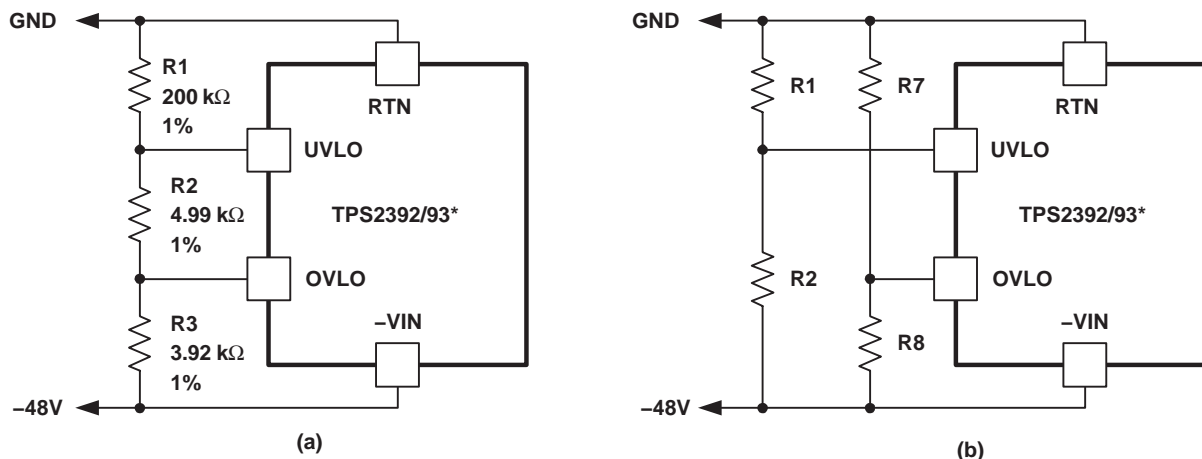 GND
R1
200 kΩ
1%
RTN
UVLO
R2
4.99 kΩ
1%
TPS2392/93*
OVLO
R3
3.92 kΩ
1%
–VIN
–48V
(a)
GND
R1
R7
RTN
UVLO
TPS2392/93*
R2
OVLO
–VIN
R8
–48V
(b)